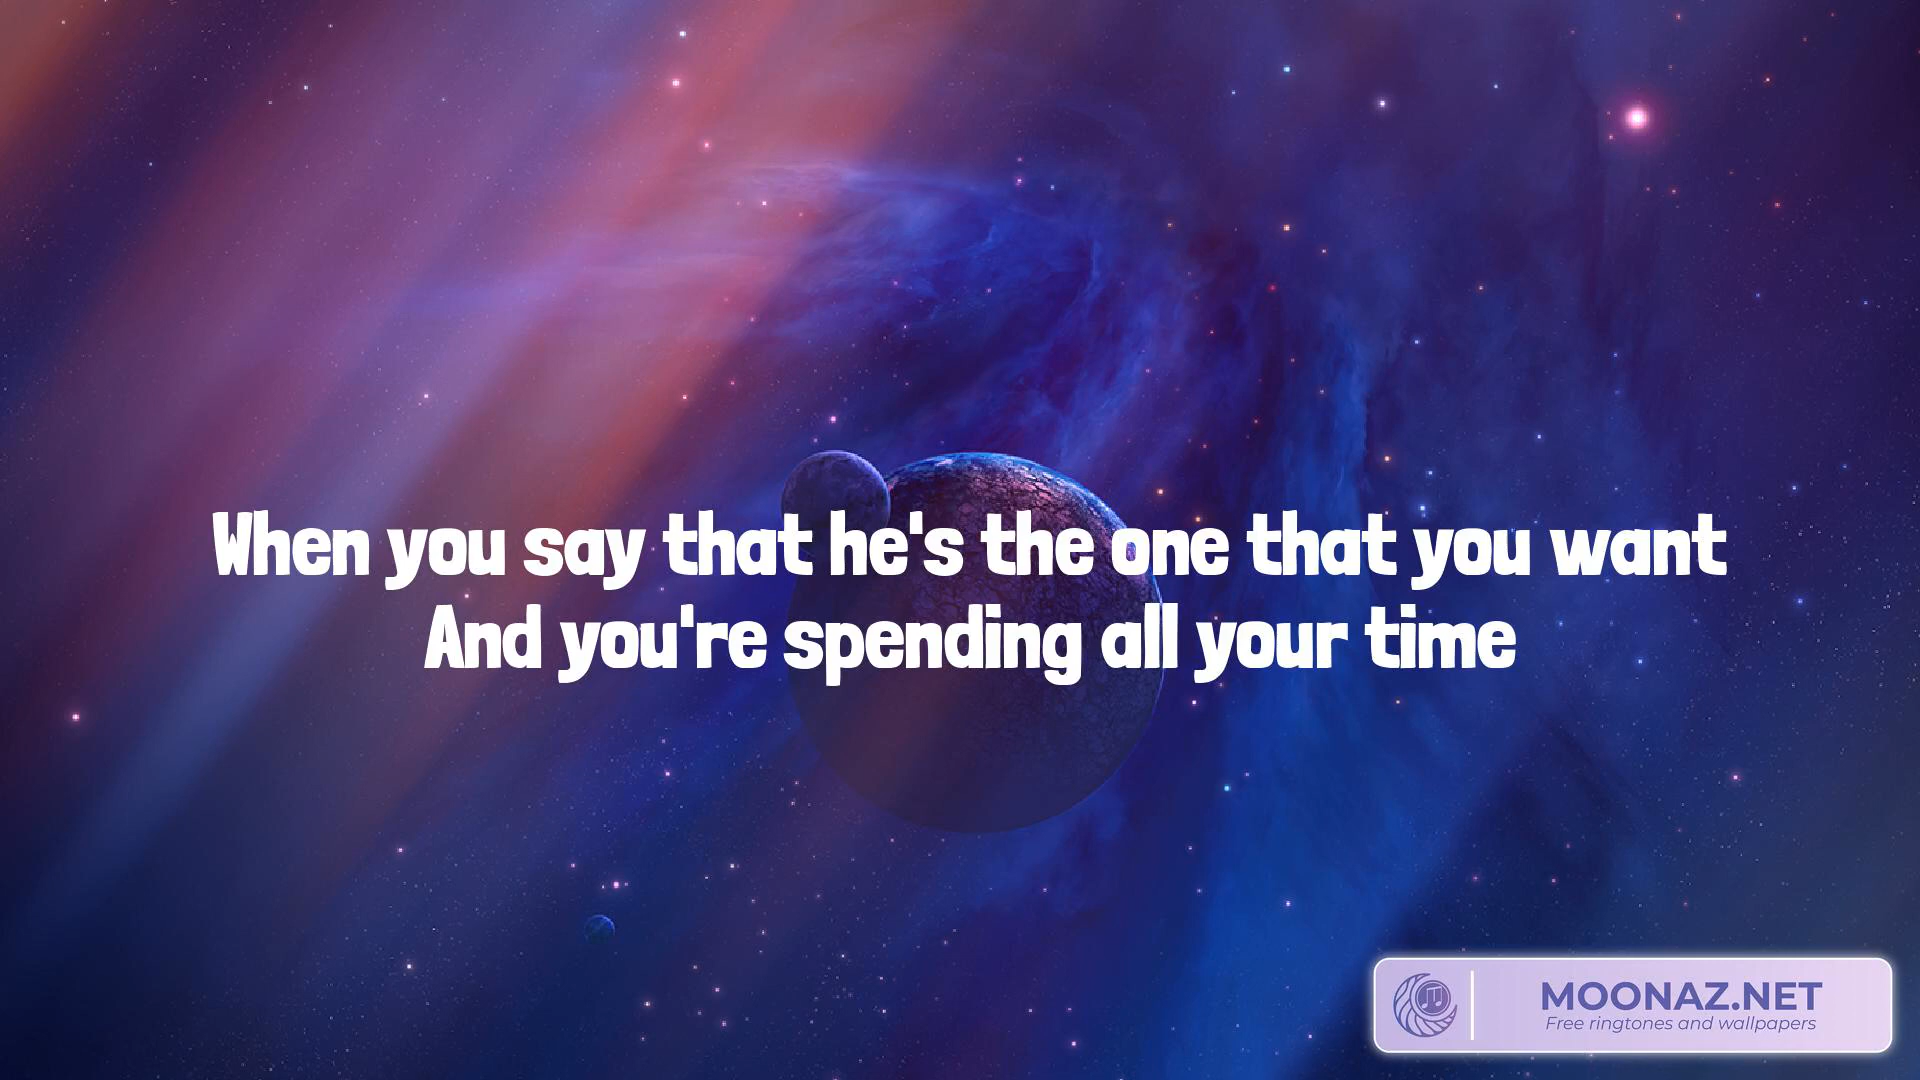 When you say that he's the one that you want
And you're spending all your time
MOONAZ.NET
Free ringtones and wallpapers